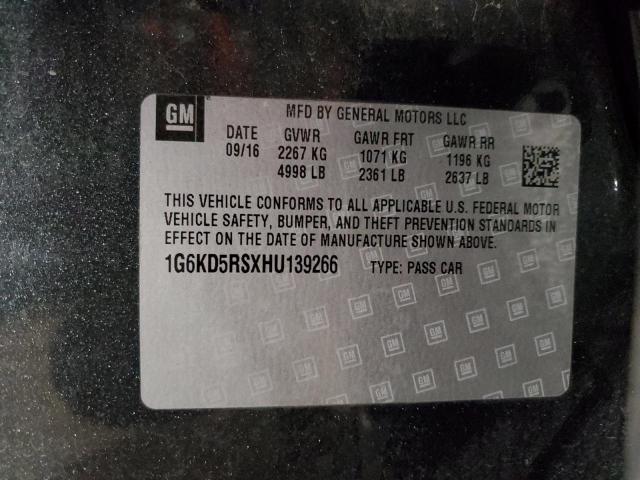 GM
MFD BY GENERAL MOTORS LLC
DATE GVWR GAWR FRT GAWR RR
09/16 2267 KG 1071 KG 1196 KG
4998 LB 2361 LB 2637 LB
THIS VEHICLE CONFORMS TO ALL APPLICABLE U.S. FEDERAL MOTOR
VEHICLE SAFETY, BUMPER, AND THEFT PREVENTION STANDARDS IN
EFFECT ON THE DATE OF MANUFACTURE SHOWN ABOVE.
1G6KD5RSXHU139266 TYPE: PASS CAR